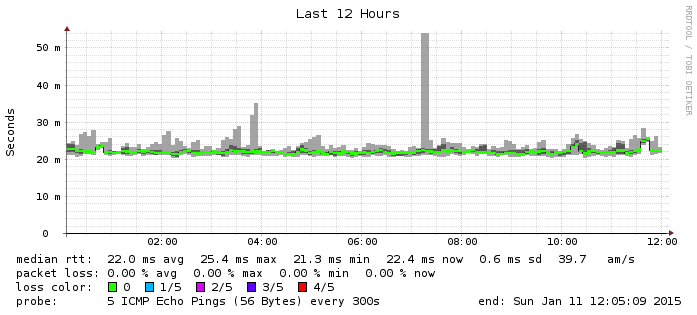 Last 12 Hours
RRDTOOL / TOBI OETIKER
Seconds
50 m
40 m
30 m
20 m
10 m
0
02:00 04:00 06:00 08:00 10:00 12:00
median rtt: 22.0 ms avg 25.4 ms max 21.3 ms min 22.4 ms now 0.6 ms sd 39.7 am/s
packet loss: 0.00 % avg 0.00 % max 0.00 % min 0.00 % now
loss color: 0 1/5 2/5 3/5 4/5
probe: 5 ICMP Echo Pings (56 Bytes) every 300s end: Sun Jan 11 12:05:09 2015